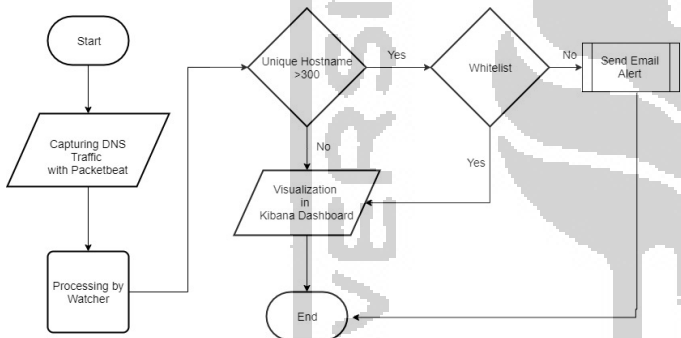 Start
Capturing DNS
Traffic
with Packetbeat
Processing by
Watcher
Unique Hostname
>300
Yes
No
Whitelist
No
Yes
Send Email
Alert
Visualization
in
Kibana Dashboard
End
VERSI